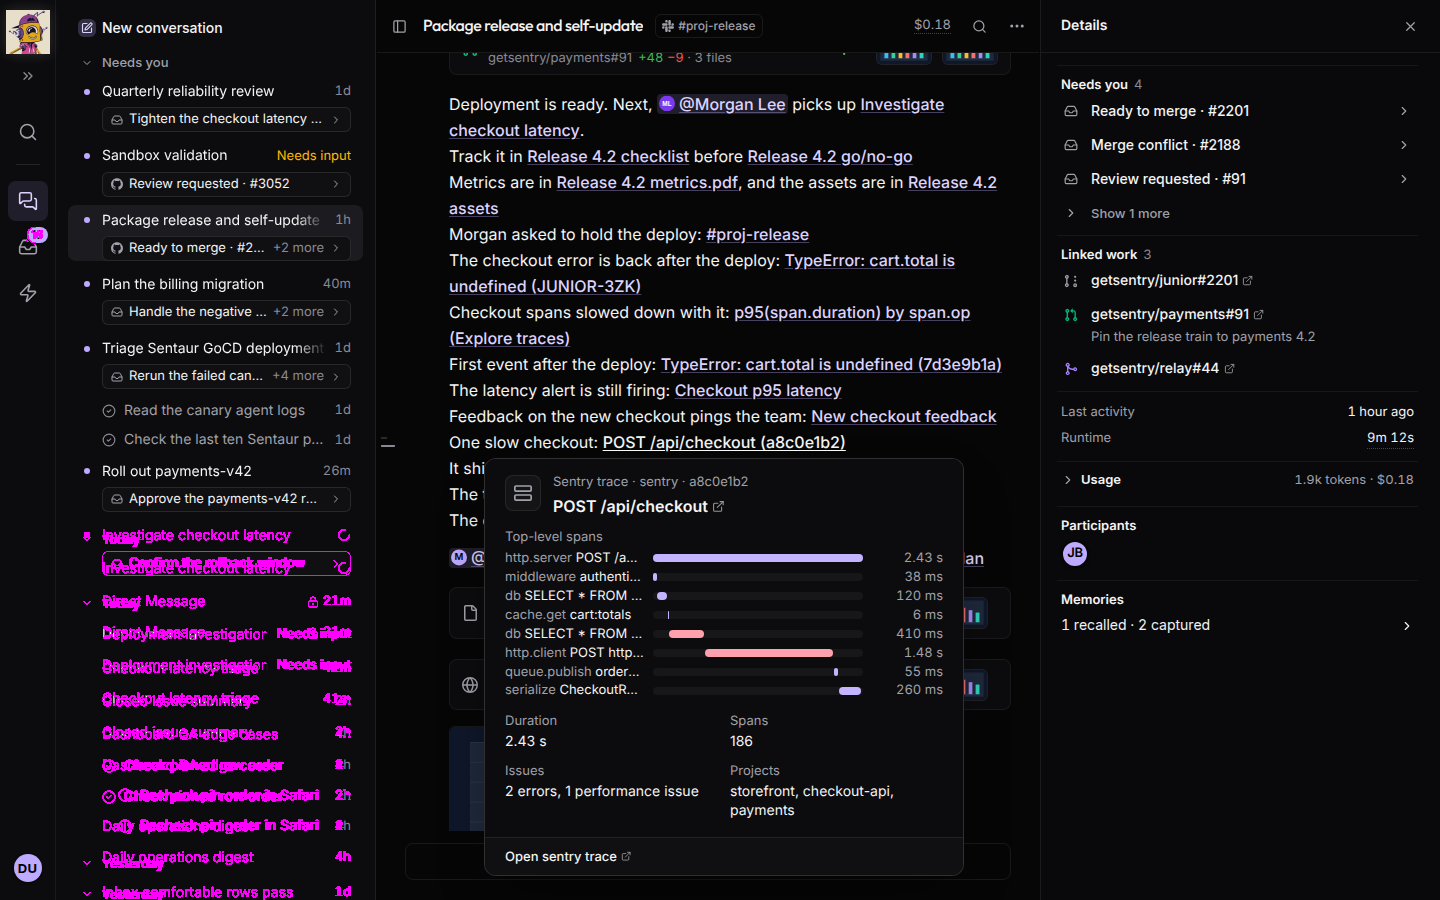 New conversation
Needs you
Quarterly reliability review 1d
Tighten the checkout latency ...
Sandbox validation Needs input
Review requested · #3052
Package release and self-update 1h
Ready to merge · #2... +2 more
Plan the billing migration 40m
Handle the negative ... +2 more
Triage Sentaur GoCD deployment 1d
Rerun the failed can... +4 more
Read the canary agent logs 1d
Check the last ten Sentaur p... 1d
Roll out payments-v42 26m
Approve the payments-v42 r...
Investigate checkout latency
Direct Message 21m
Daily operations digest 4h
DU
Package release and self-update #proj-release $0.18
getsentry/payments#91 +48 −9 · 3 files
Deployment is ready. Next, ML @Morgan Lee picks up Investigate
checkout latency.
Track it in Release 4.2 checklist before Release 4.2 go/no-go
Metrics are in Release 4.2 metrics.pdf, and the assets are in Release 4.2
assets
Morgan asked to hold the deploy: #proj-release
The checkout error is back after the deploy: TypeError: cart.total is
undefined (JUNIOR-3ZK)
Checkout spans slowed down with it: p95(span.duration) by span.op
(Explore traces)
First event after the deploy: TypeError: cart.total is undefined (7d3e9b1a)
The latency alert is still firing: Checkout p95 latency
Feedback on the new checkout pings the team: New checkout feedback
One slow checkout: POST /api/checkout (a8c0e1b2)
It shi
The
The
M @
Sentry trace · sentry · a8c0e1b2
POST /api/checkout
Top-level spans
http.server POST /a... 2.43 s
middleware authenti... 38 ms
db SELECT * FROM ... 120 ms
cache.get cart:totals 6 ms
db SELECT * FROM ... 410 ms
http.client POST http... 1.48 s
queue.publish order... 55 ms
serialize CheckoutR... 260 ms
Duration Spans
2.43 s 186
Issues Projects
2 errors, 1 performance issue storefront, checkout-api,
payments
Open sentry trace
Details
Needs you 4
Ready to merge · #2201
Merge conflict · #2188
Review requested · #91
Show 1 more
Linked work 3
getsentry/junior#2201
getsentry/payments#91
Pin the release train to payments 4.2
getsentry/relay#44
Last activity 1 hour ago
Runtime 9m 12s
Usage 1.9k tokens · $0.18
Participants
JB
Memories
1 recalled · 2 captured